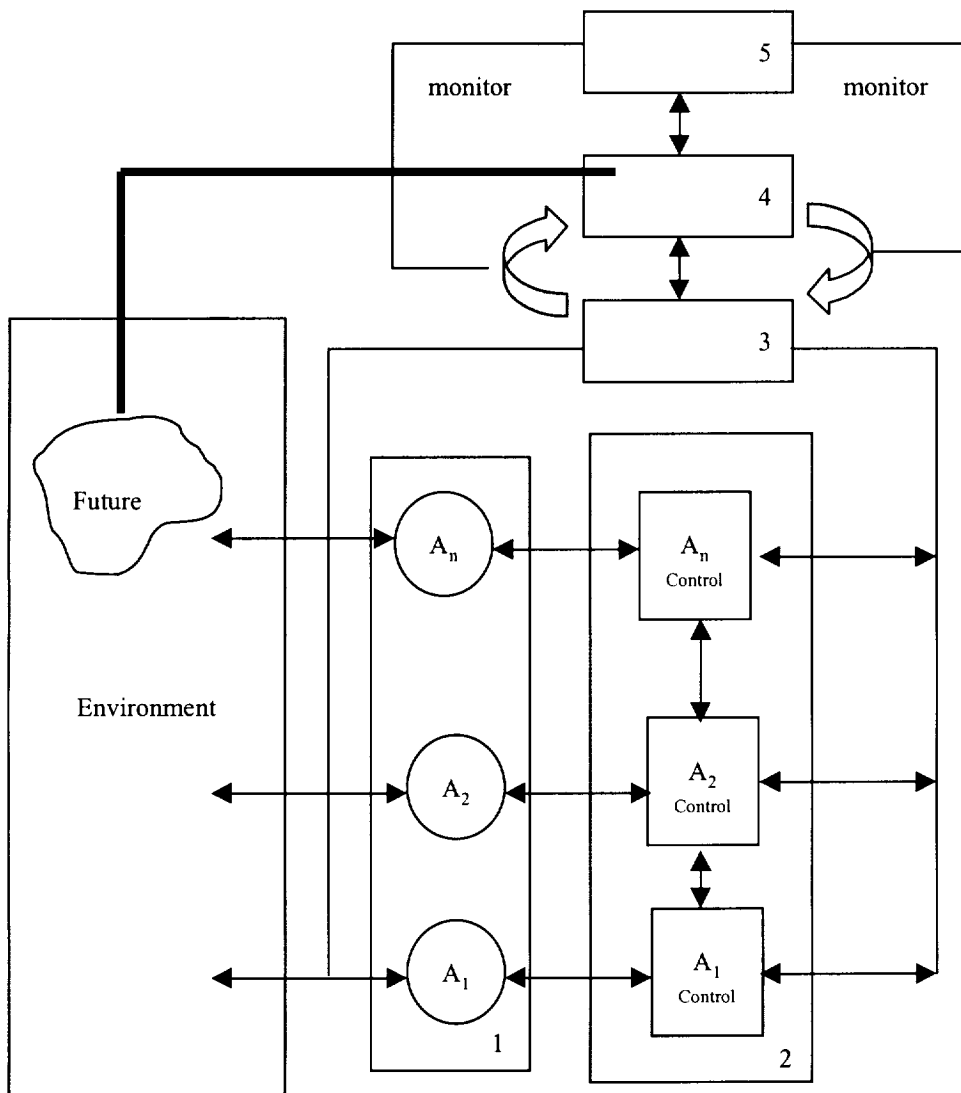 5
monitor
monitor
4
3
Future
Aₙ
Aₙ
Control
Environment
A₂
A₂
Control
A₁
A₁
Control
1
2